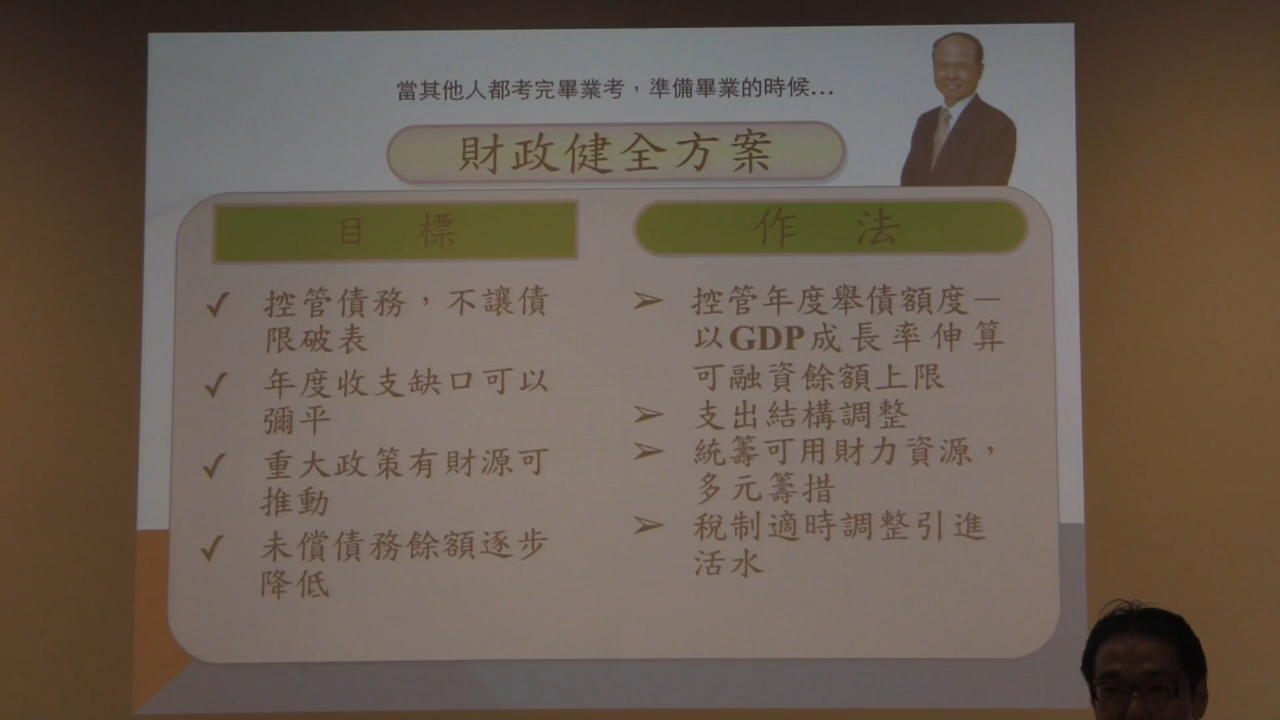 當其他人都考完畢業考，準備畢業的時候...
財政健全方案
目標
控管債務，不讓債
限破表
年度收支缺口可以
彌平
重大政策有財源可
推動
未償債務餘額逐步
降低
作法
控管年度舉債額度－
以GDP成長率伸算
可融資餘額上限
支出結構調整
統籌可用財力資源，
多元籌措
稅制適時調整引進
活水